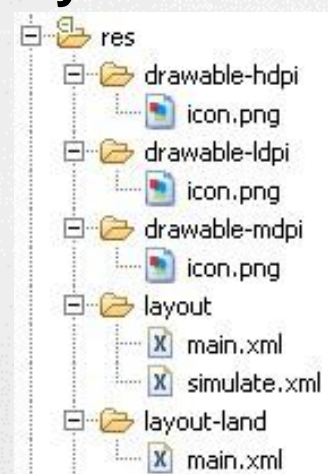 res
drawable-hdpi
icon.png
drawable-ldpi
icon.png
drawable-mdpi
icon.png
layout
main.xml
simulate.xml
layout-land
main.xml